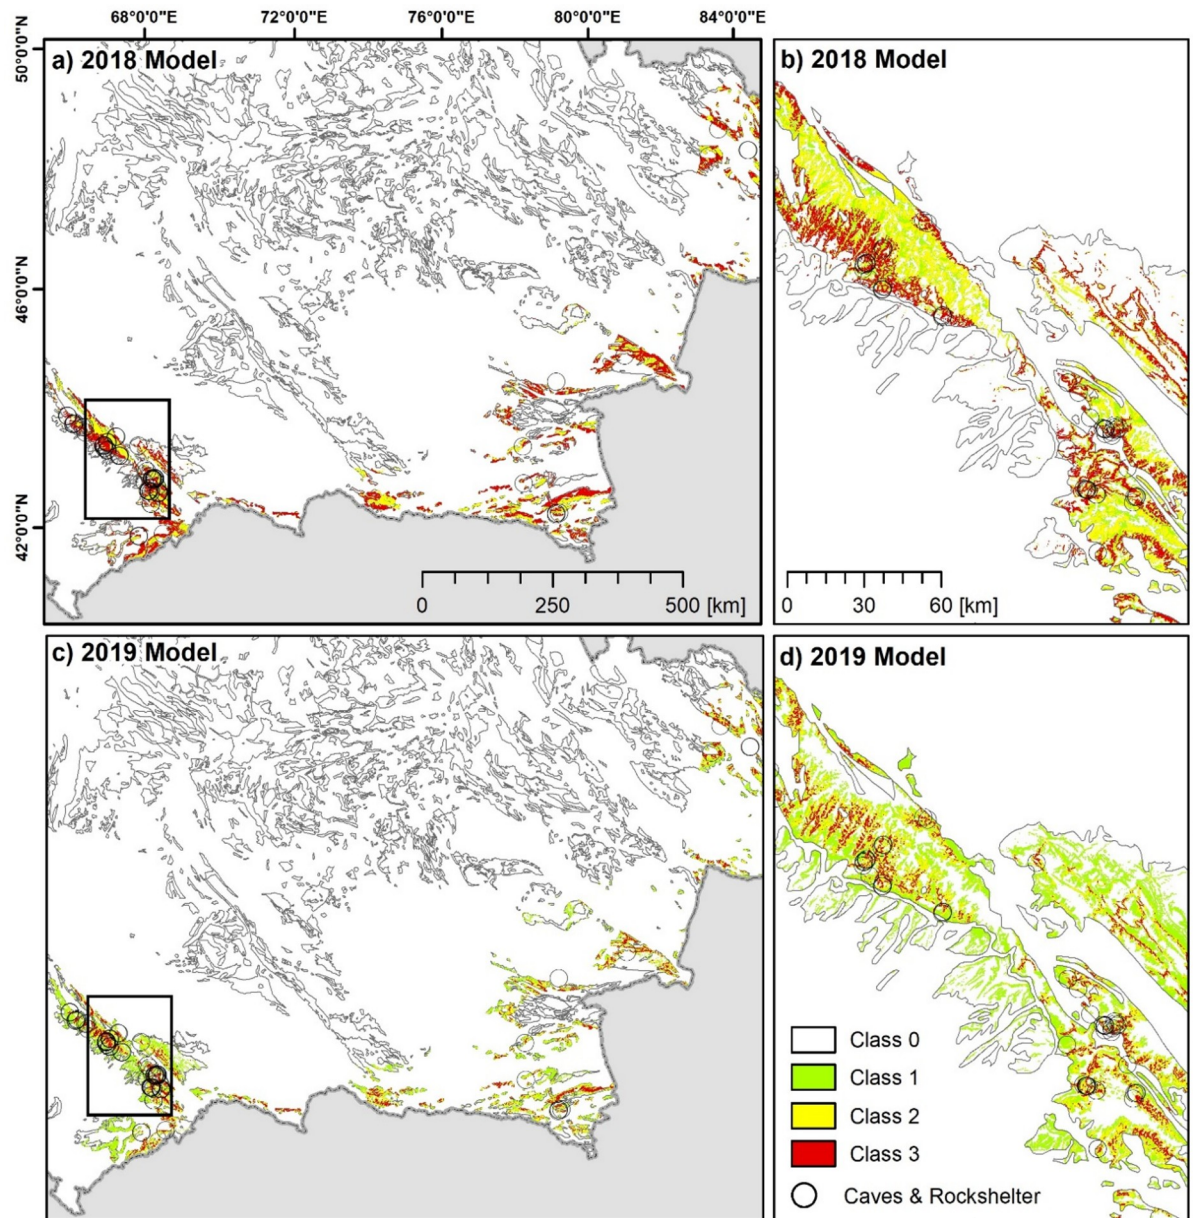 68°0'0"E 72°0'0"E 76°0'0"E 80°0'0"E 84°0'0"E
50°0'0"N
46°0'0"N
42°0'0"N
a) 2018 Model
0 250 500 [km]
b) 2018 Model
0 30 60 [km]
c) 2019 Model
d) 2019 Model
Class 0
Class 1
Class 2
Class 3
Caves & Rockshelter